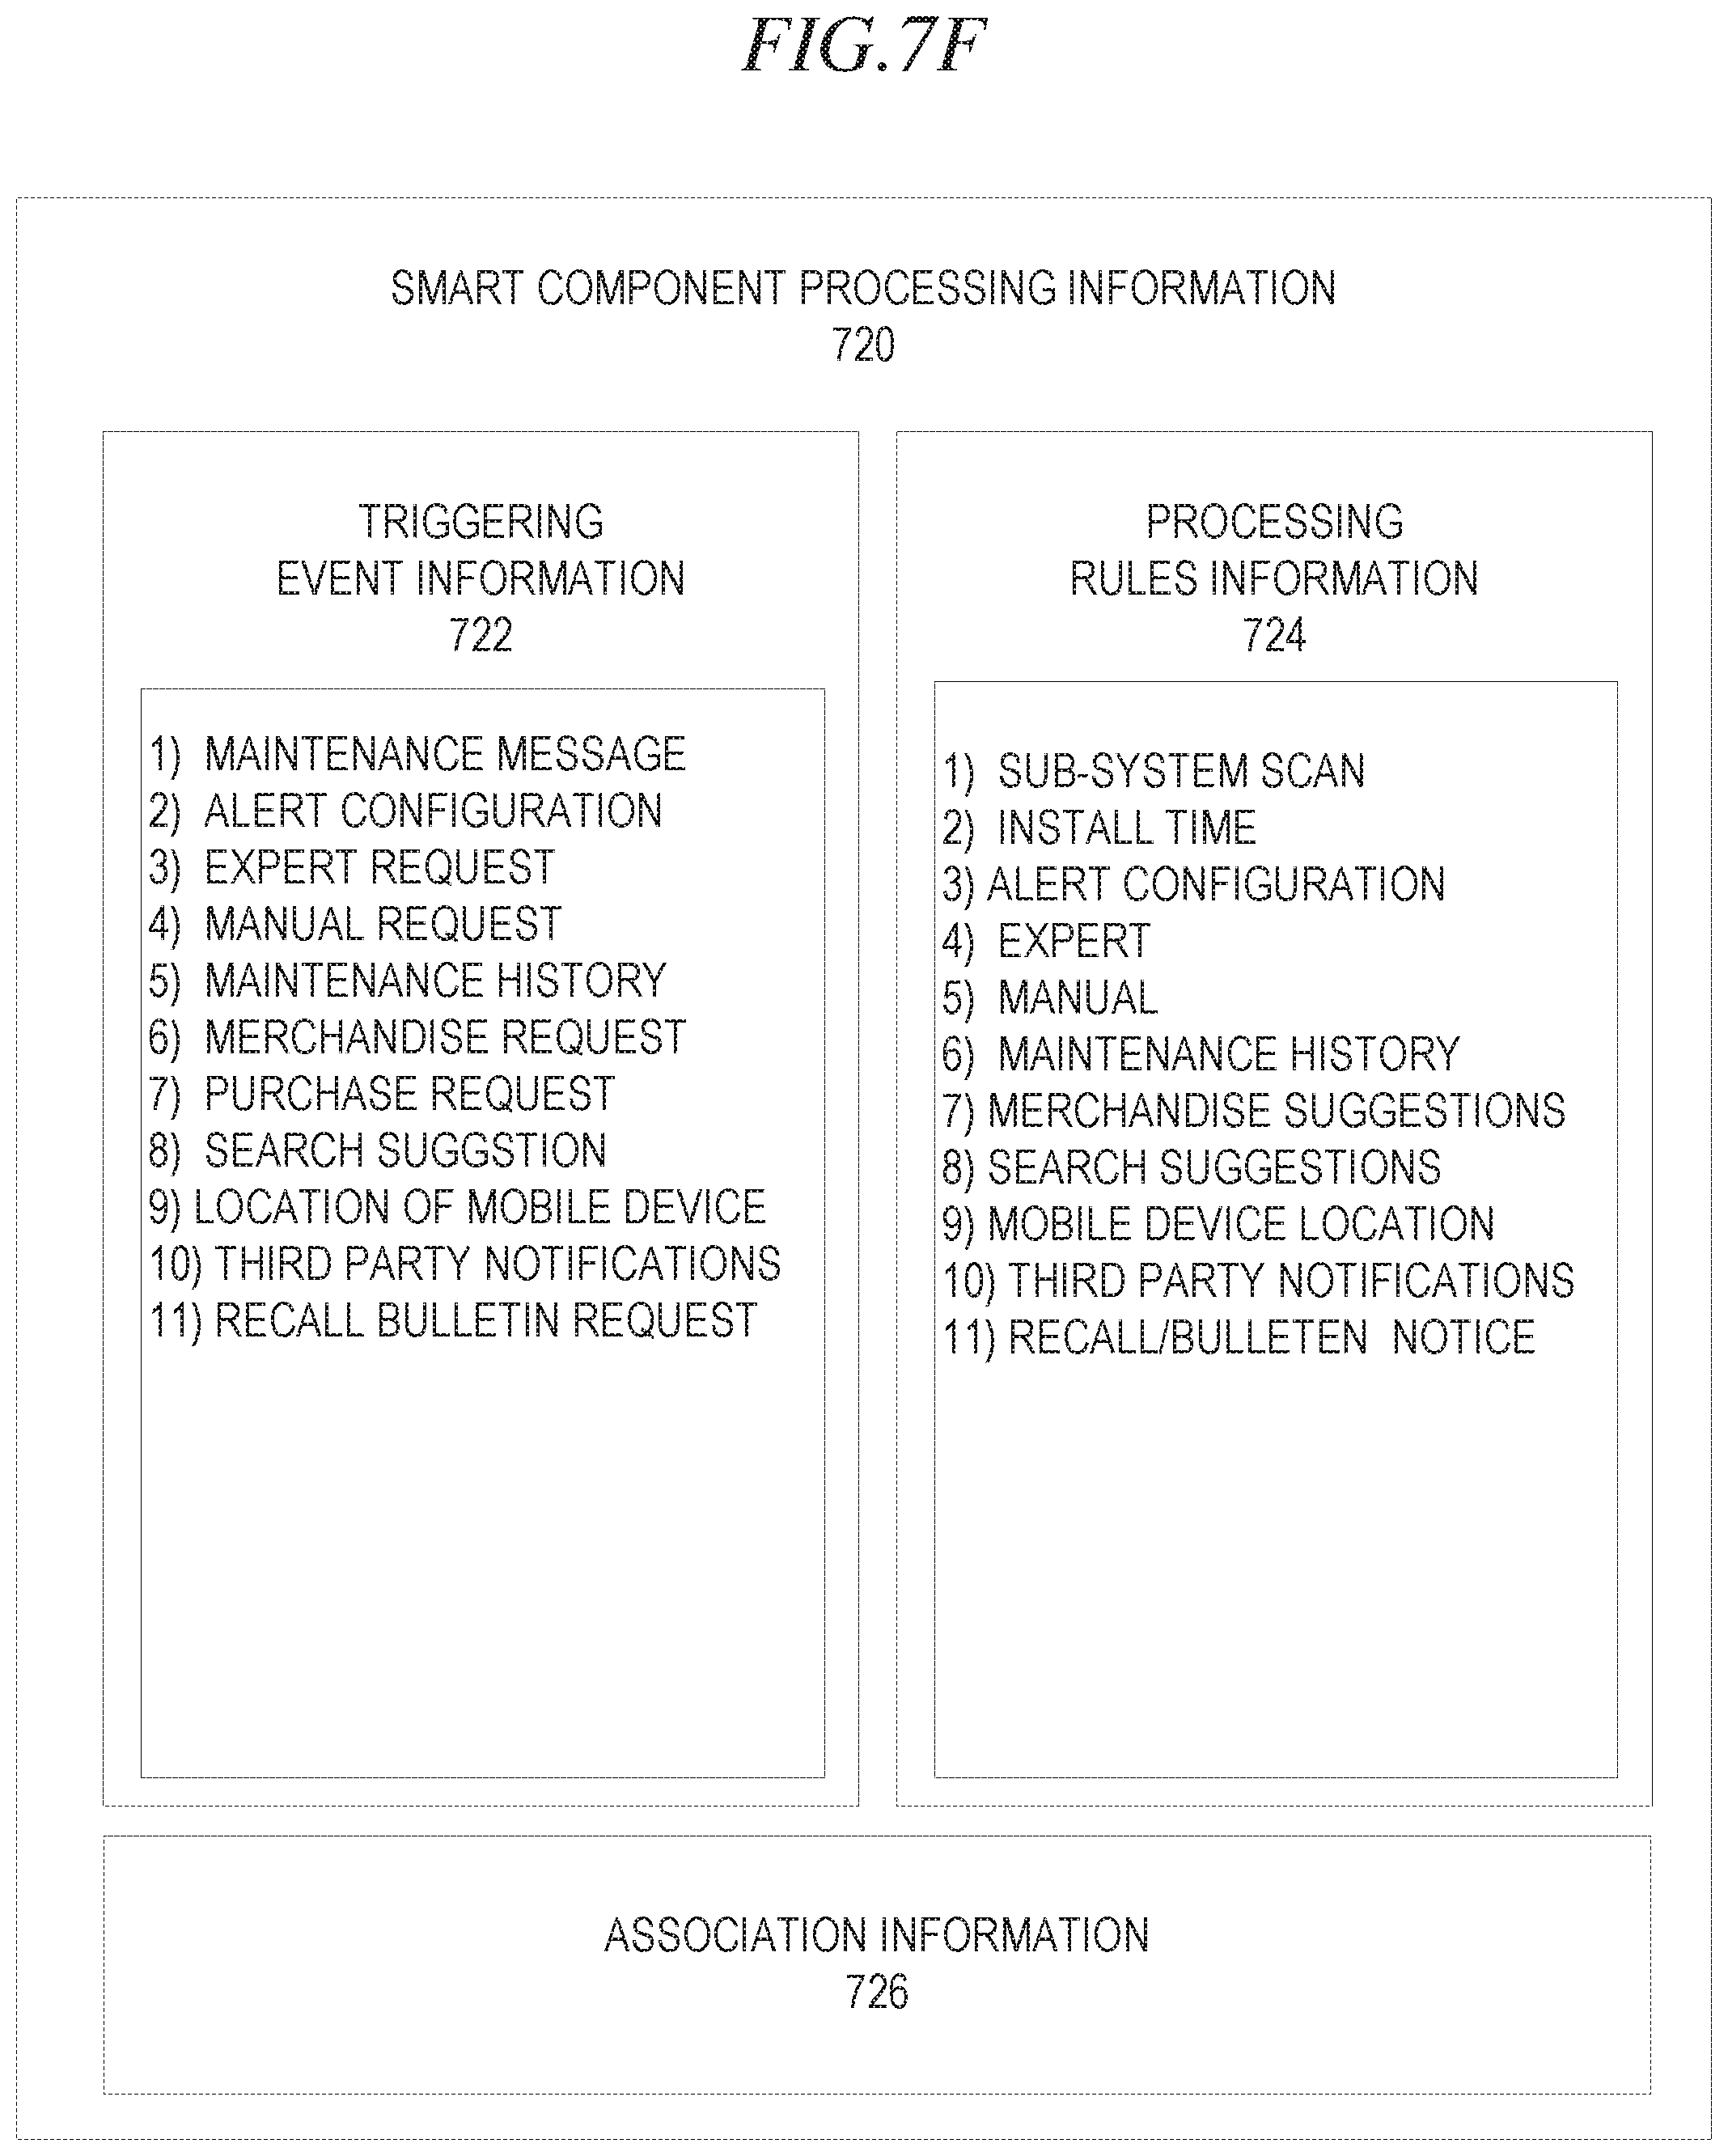 FIG.7F
SMART COMPONENT PROCESSING INFORMATION
720
TRIGGERING
EVENT INFORMATION
722
1) MAINTENANCE MESSAGE
2) ALERT CONFIGURATION
3) EXPERT REQUEST
4) MANUAL REQUEST
5) MAINTENANCE HISTORY
6) MERCHANDISE REQUEST
7) PURCHASE REQUEST
8) SEARCH SUGGSTION
9) LOCATION OF MOBILE DEVICE
10) THIRD PARTY NOTIFICATIONS
11) RECALL BULLETIN REQUEST
PROCESSING
RULES INFORMATION
724
1) SUB-SYSTEM SCAN
2) INSTALL TIME
3) ALERT CONFIGURATION
4) EXPERT
5) MANUAL
6) MAINTENANCE HISTORY
7) MERCHANDISE SUGGESTIONS
8) SEARCH SUGGESTIONS
9) MOBILE DEVICE LOCATION
10) THIRD PARTY NOTIFICATIONS
11) RECALL/BULLETEN NOTICE
ASSOCIATION INFORMATION
726